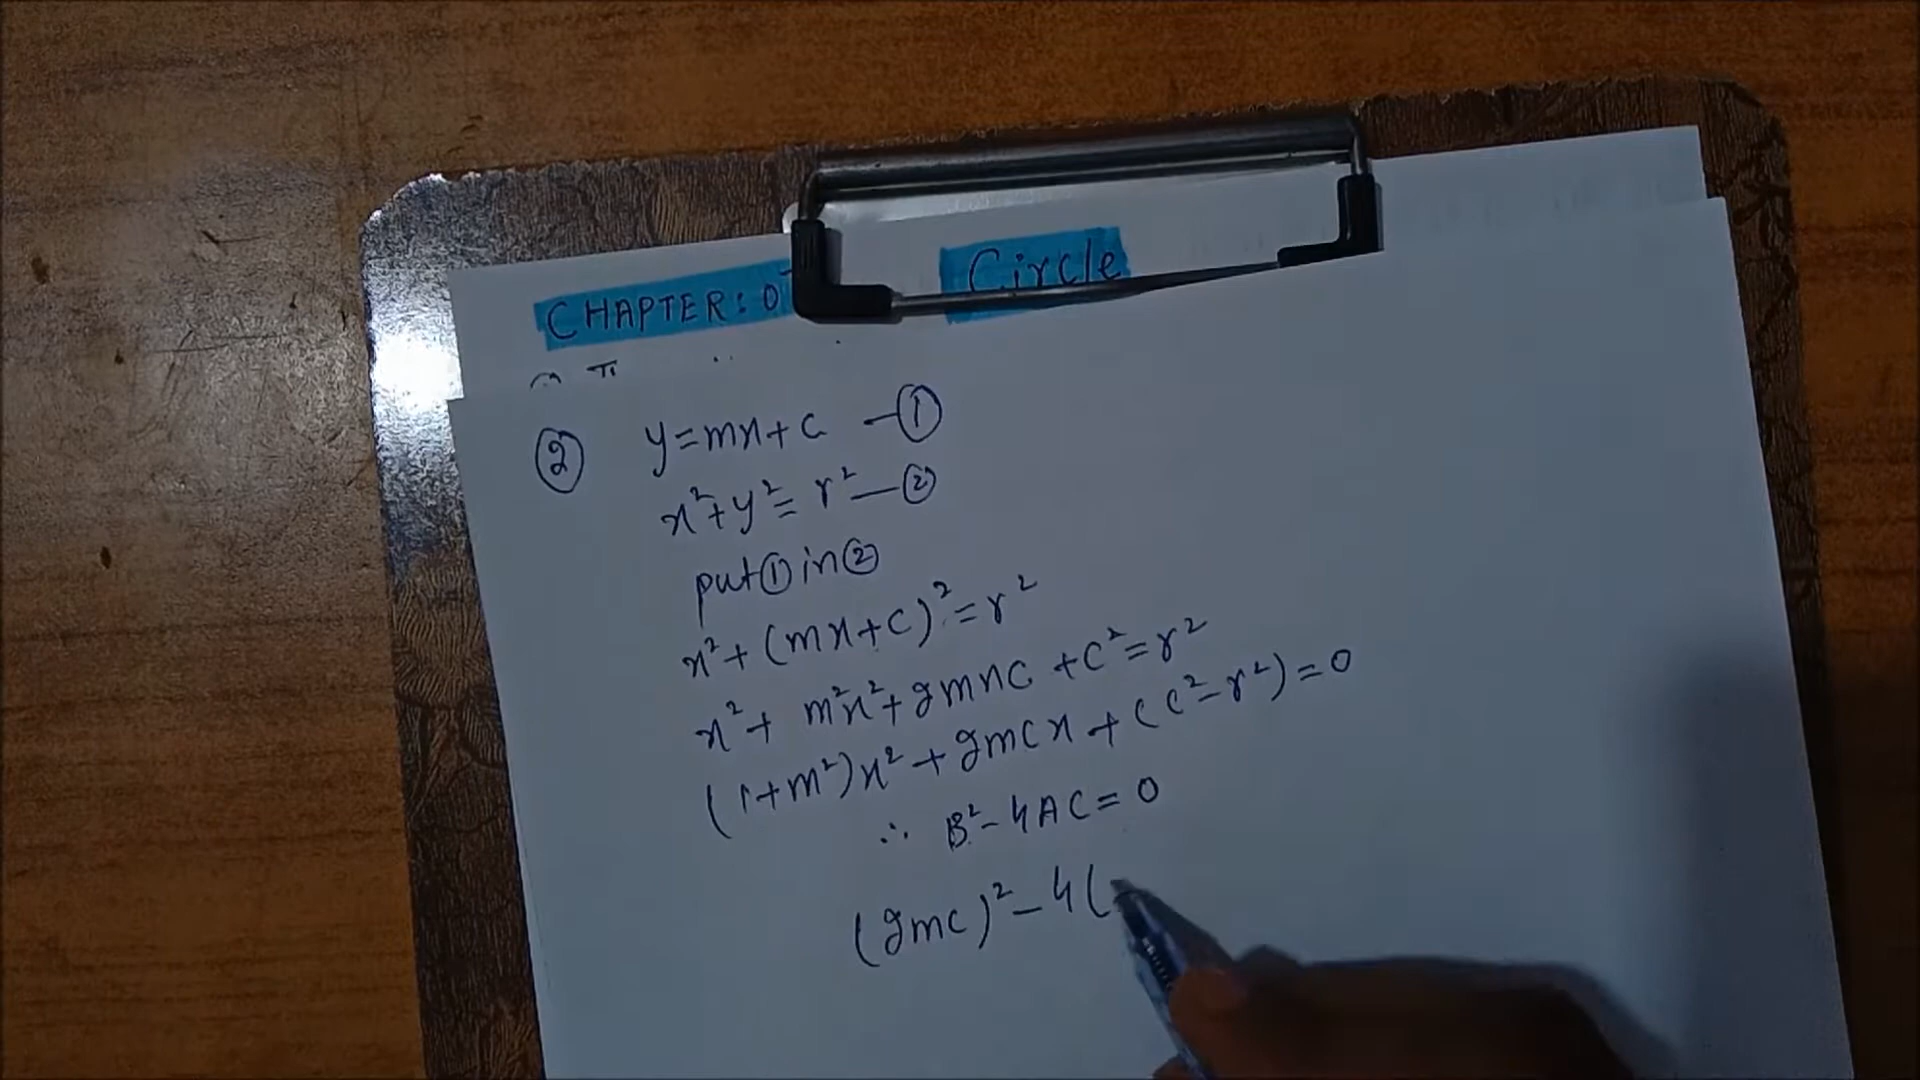 CHAPTER: 0
Circle
② y=mx+c —①
x²+y²=r² —②
put ① in ②
x²+(mx+c)²=r²
x²+m²x²+2mxc+c²=r²
(1+m²)x²+2mcx+(c²-r²)=0
∴ B²-4AC=0
(2mc)²-4(